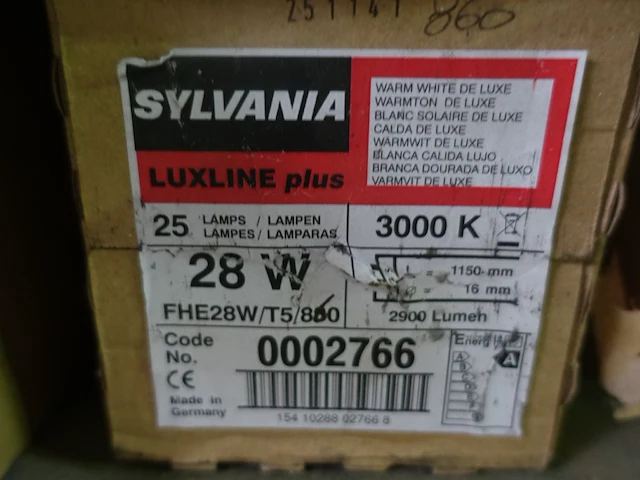 251141 860
SYLVANIA
LUXLINE plus
WARM WHITE DE LUXE
WARMTON DE LUXE
BLANC SOLAIRE DE LUXE
CALDA DE LUXE
WARMWIT DE LUXE
BLANCA CALIDA LUJO
BRANCA DOURADA DE LUXO
VARMVIT DE LUXE
25 LAMPS / LAMPEN
LAMPES / LAMPARAS
3000 K
28 W
FHE28W/T5/
= 1150 mm
= 16 mm
2900 Lumen
Code
No.
0002766
CE
Made in
Germany
154 10288 02766 8
A